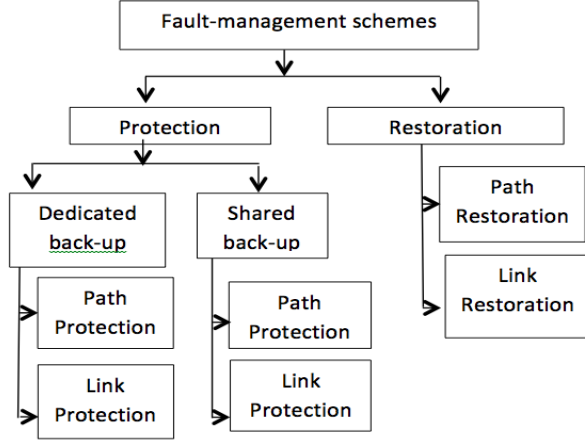 Fault-management schemes
Protection
Restoration
Dedicated
back-up
Shared
back-up
Path
Restoration
Link
Restoration
Path
Protection
Link
Protection
Path
Protection
Link
Protection